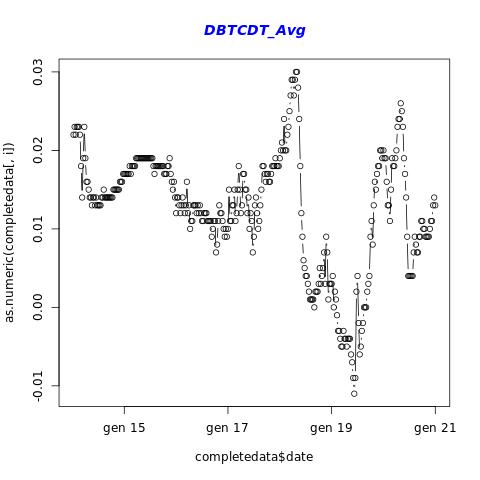 DBTCDT_Avg
as.numeric(completedata[, i])
0.03
0.02
0.01
0.00
-0.01
gen 15
gen 17
gen 19
gen 21
completedata$date